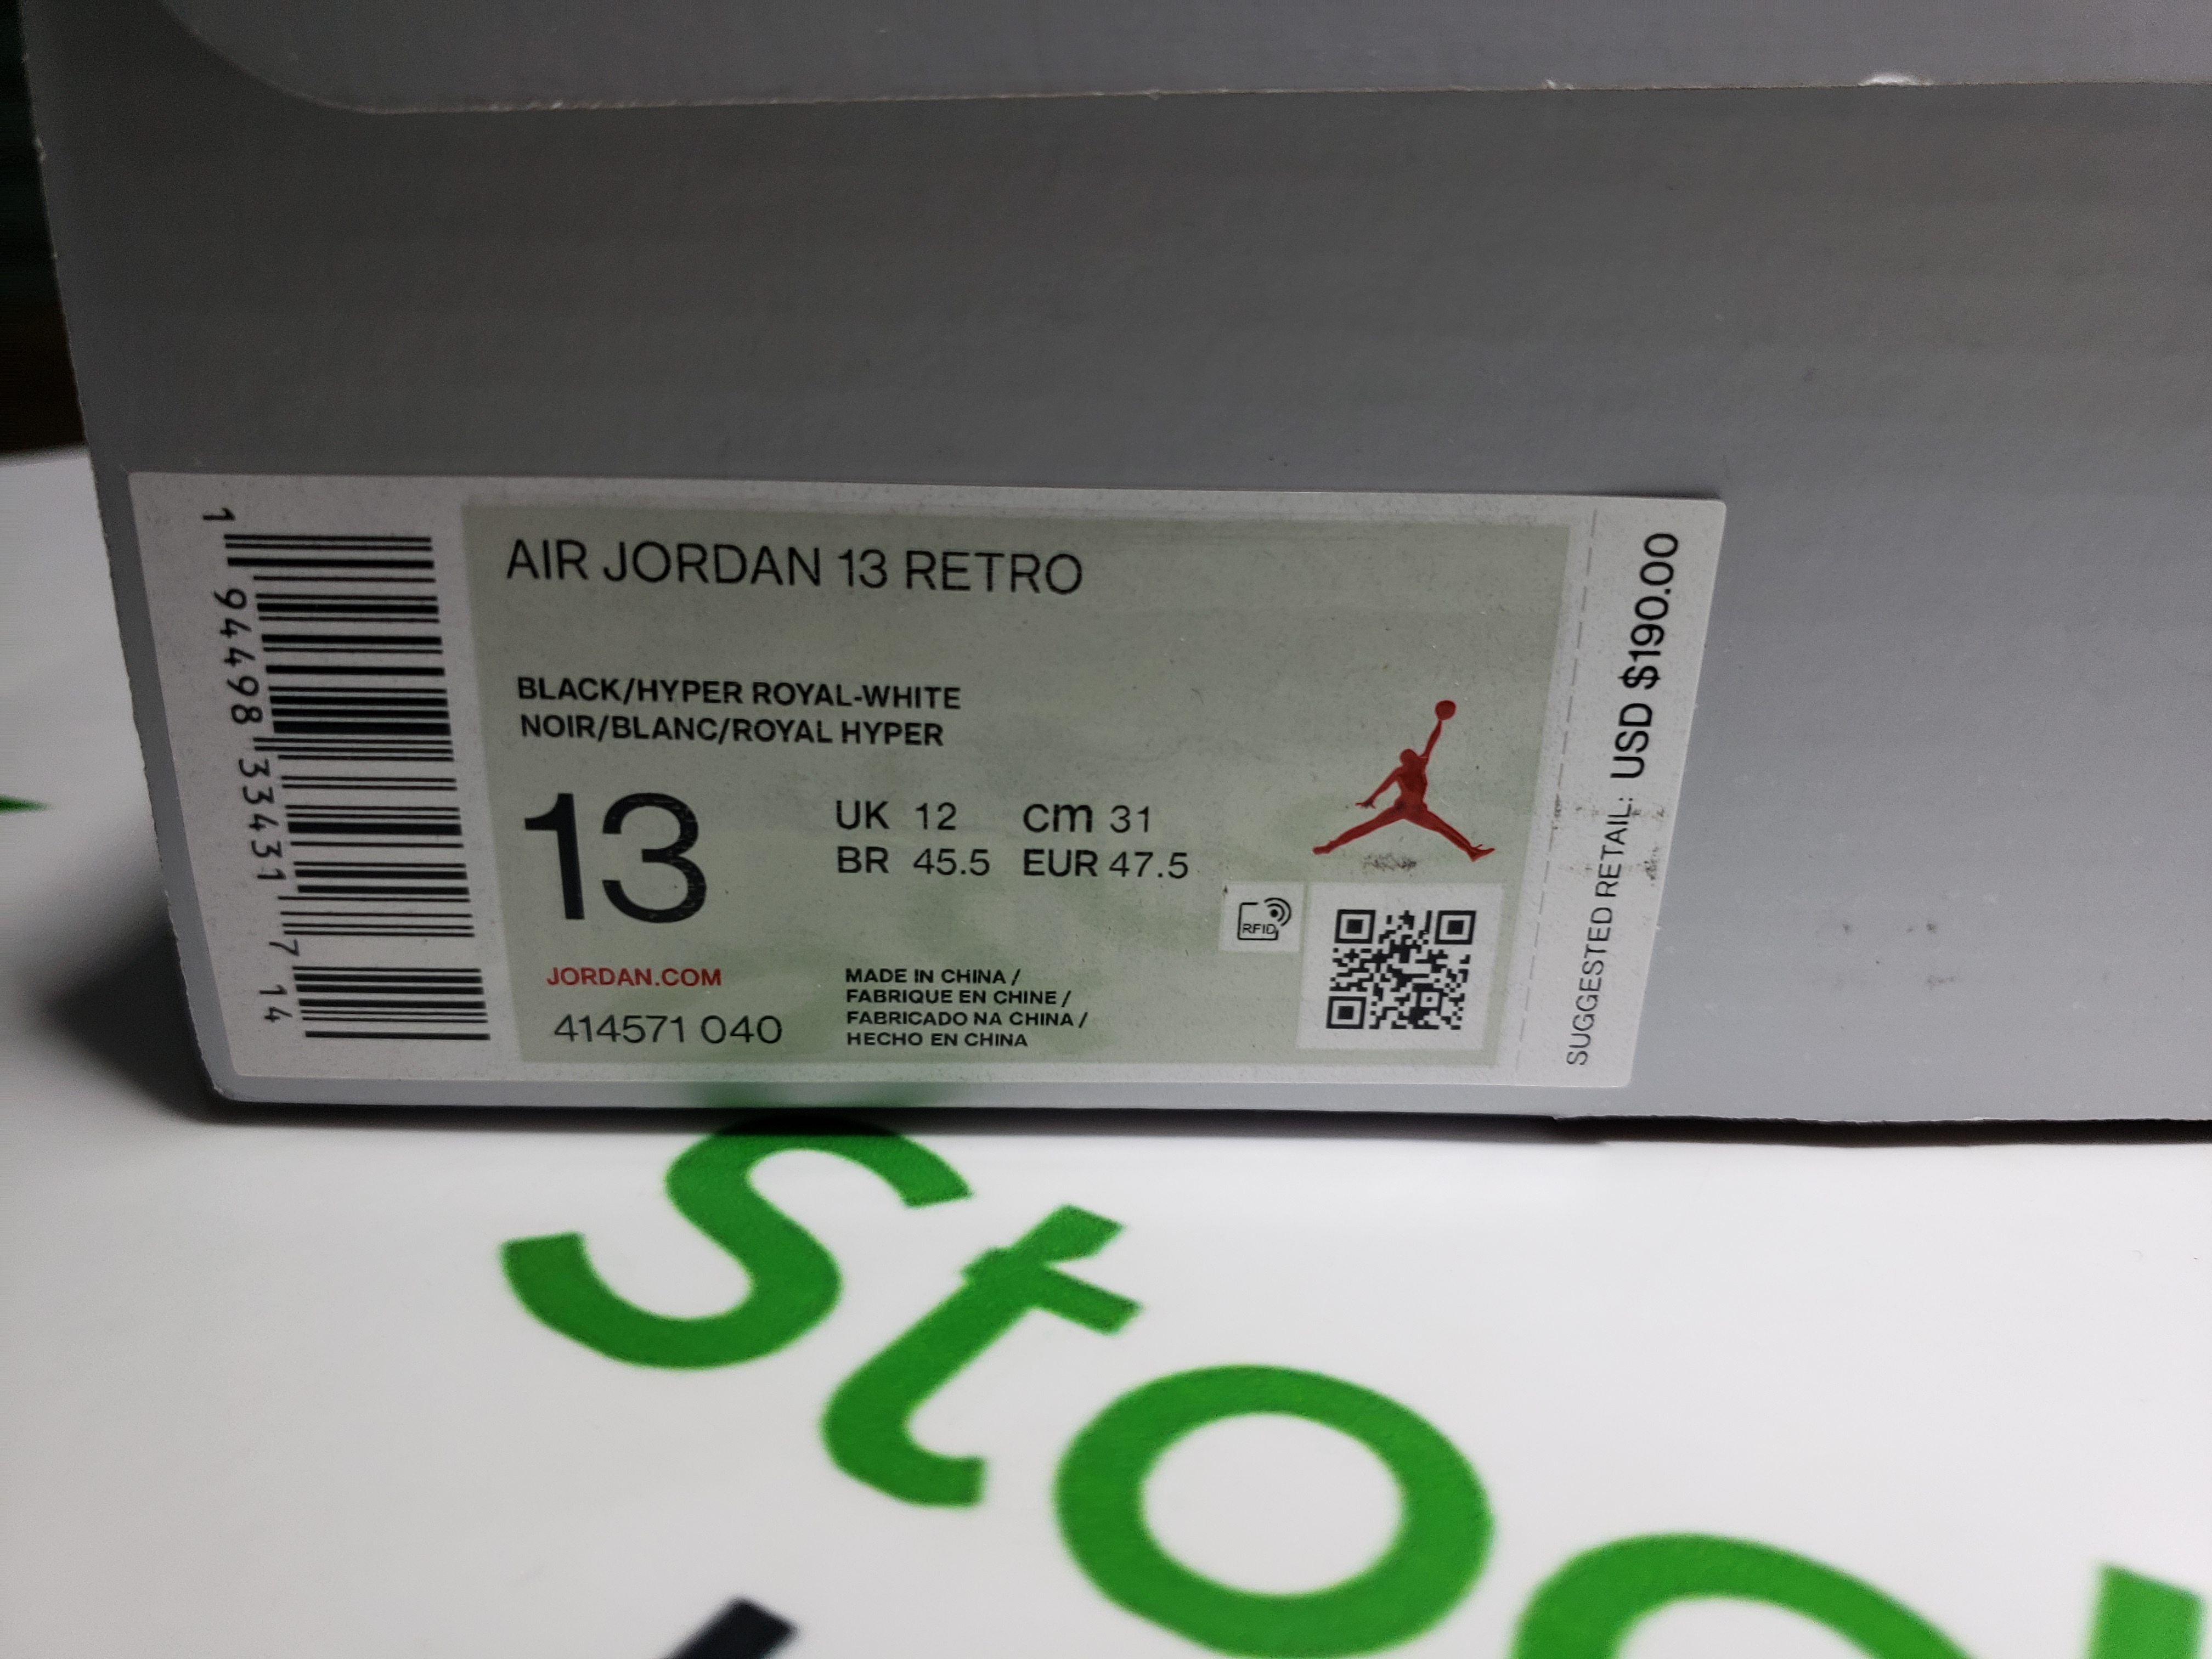 1 94498 33431 7 14
AIR JORDAN 13 RETRO
BLACK/HYPER ROYAL-WHITE
NOIR/BLANC/ROYAL HYPER
13
UK 12 cm 31
BR 45.5 EUR 47.5
JORDAN.COM
414571 040
MADE IN CHINA /
FABRIQUE EN CHINE /
FABRICADO NA CHINA /
HECHO EN CHINA
RFID
SUGGESTED RETAIL: USD $190.00